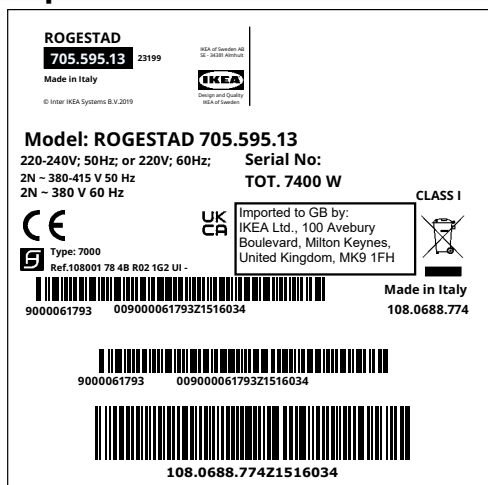 ROGESTAD
705.595.13 23199
Made in Italy
© Inter IKEA Systems B.V.2019
IKEA of Sweden AB
SE - 34381 Älmhult
IKEA
Design and Quality
IKEA of Sweden
Model: ROGESTAD 705.595.13
220-240V; 50Hz; or 220V; 60Hz;
2N ~ 380-415 V 50 Hz
2N ~ 380 V 60 Hz
Serial No:
TOT. 7400 W
CLASS I
CE
UK
CA
Imported to GB by:
IKEA Ltd., 100 Avebury
Boulevard, Milton Keynes,
United Kingdom, MK9 1FH
Type: 7000
Ref.108001 78 4B R02 1G2 UI -
9000061793 009000061793Z1516034
Made in Italy
108.0688.774
9000061793 009000061793Z1516034
108.0688.774Z1516034